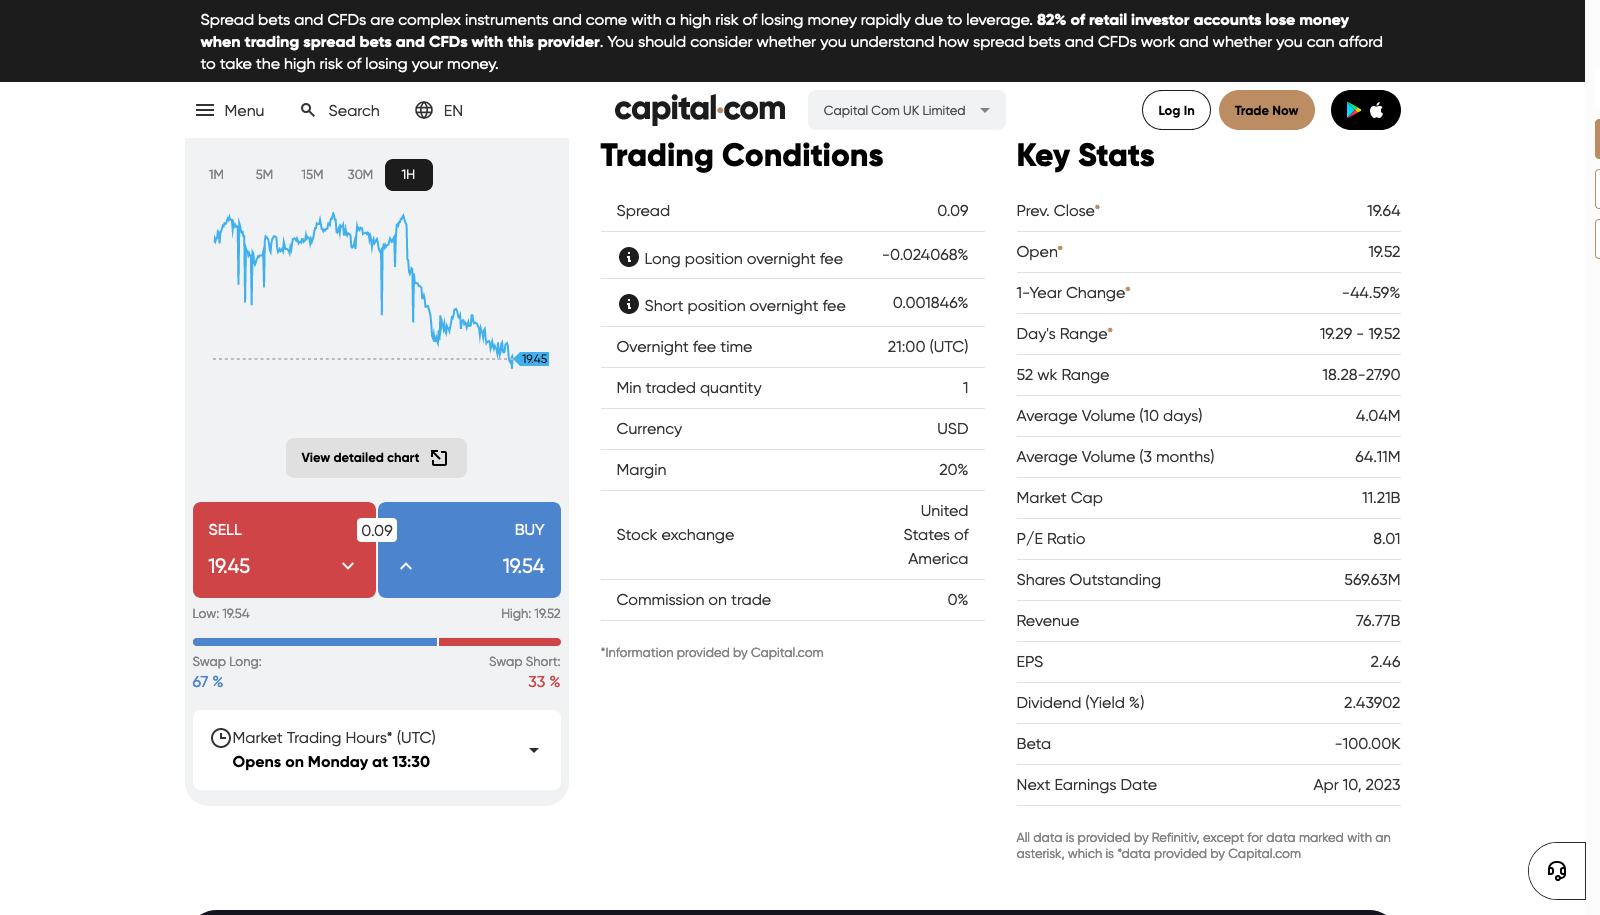 Spread bets and CFDs are complex instruments and come with a high risk of losing money rapidly due to leverage. 82% of retail investor accounts lose money
when trading spread bets and CFDs with this provider. You should consider whether you understand how spread bets and CFDs work and whether you can afford
to take the high risk of losing your money.
Menu
Search
EN
capital.com
Capital Com UK Limited
Log In
Trade Now
1M 5M 15M 30M 1H
19.45
View detailed chart
SELL
19.45
0.09
BUY
19.54
Low: 19.54
High: 19.52
Swap Long:
67 %
Swap Short:
33 %
Market Trading Hours* (UTC)
Opens on Monday at 13:30
Trading Conditions
Spread 0.09
Long position overnight fee -0.024068%
Short position overnight fee 0.001846%
Overnight fee time 21:00 (UTC)
Min traded quantity 1
Currency USD
Margin 20%
Stock exchange United
States of
America
Commission on trade 0%
*Information provided by Capital.com
Key Stats
Prev. Close* 19.64
Open* 19.52
1-Year Change* -44.59%
Day's Range* 19.29 - 19.52
52 wk Range 18.28-27.90
Average Volume (10 days) 4.04M
Average Volume (3 months) 64.11M
Market Cap 11.21B
P/E Ratio 8.01
Shares Outstanding 569.63M
Revenue 76.77B
EPS 2.46
Dividend (Yield %) 2.43902
Beta -100.00K
Next Earnings Date Apr 10, 2023
All data is provided by Refinitiv, except for data marked with an
asterisk, which is *data provided by Capital.com